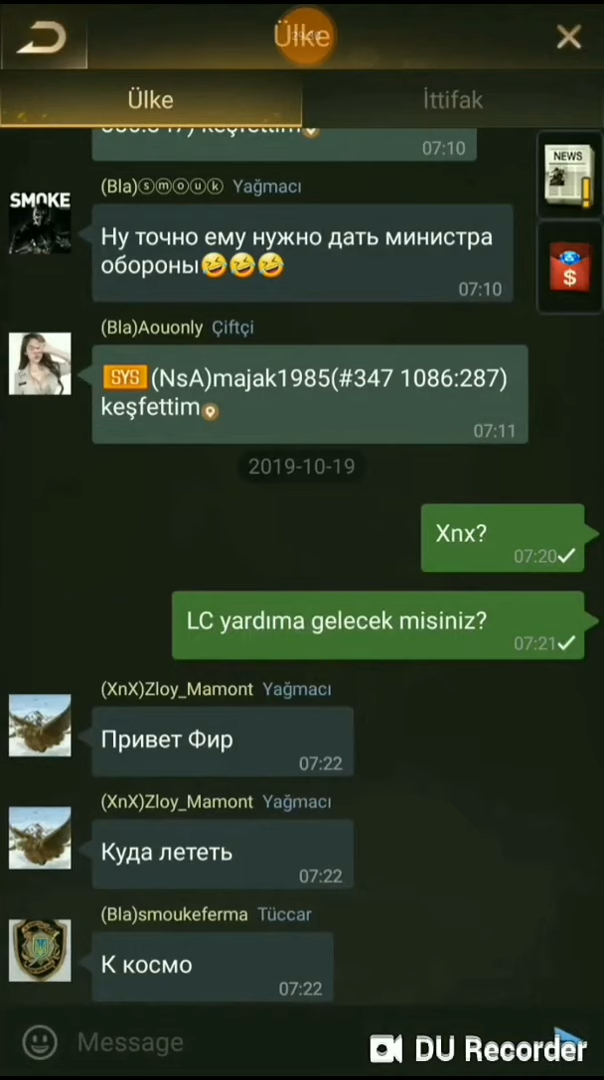 Ülke
Ülke
İttifak
07:10
NEWS
SMOKE
(Bla)ⓢⓜⓞⓤⓚ Yağmacı
Ну точно ему нужно дать министра
обороны🤣🤣🤣
07:10
(Bla)Aouonly Çiftçi
SYS (NsA)majak1985(#347 1086:287)
keşfettim
07:11
2019-10-19
Xnx?
07:20
LC yardıma gelecek misiniz?
07:21
(XnX)Zloy_Mamont Yağmacı
Привет Фир
07:22
(XnX)Zloy_Mamont Yağmacı
Куда лететь
07:22
(Bla)smoukeferma Tüccar
К космо
07:22
Message
DU Recorder